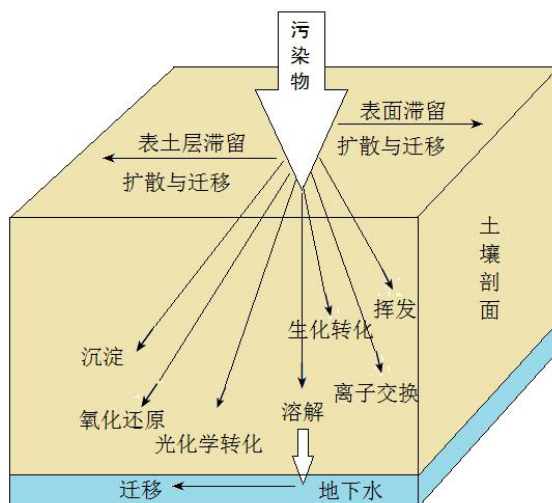 污染物
表面滞留
表土层滞留
扩散与迁移
扩散与迁移
土壤剖面
挥发
生化转化
沉淀
离子交换
溶解
氧化还原
光化学转化
迁移
地下水